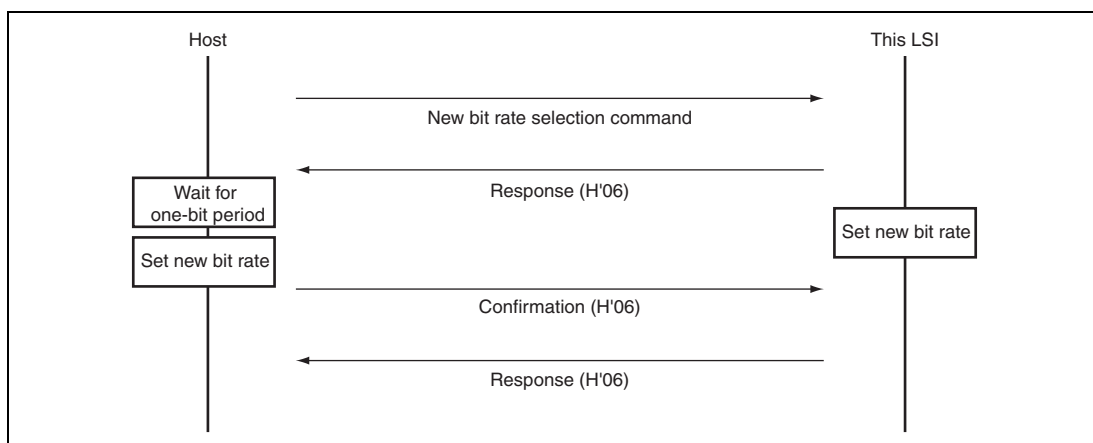 Host
This LSI
New bit rate selection command
Response (H'06)
Wait for
one-bit period
Set new bit rate
Set new bit rate
Confirmation (H'06)
Response (H'06)